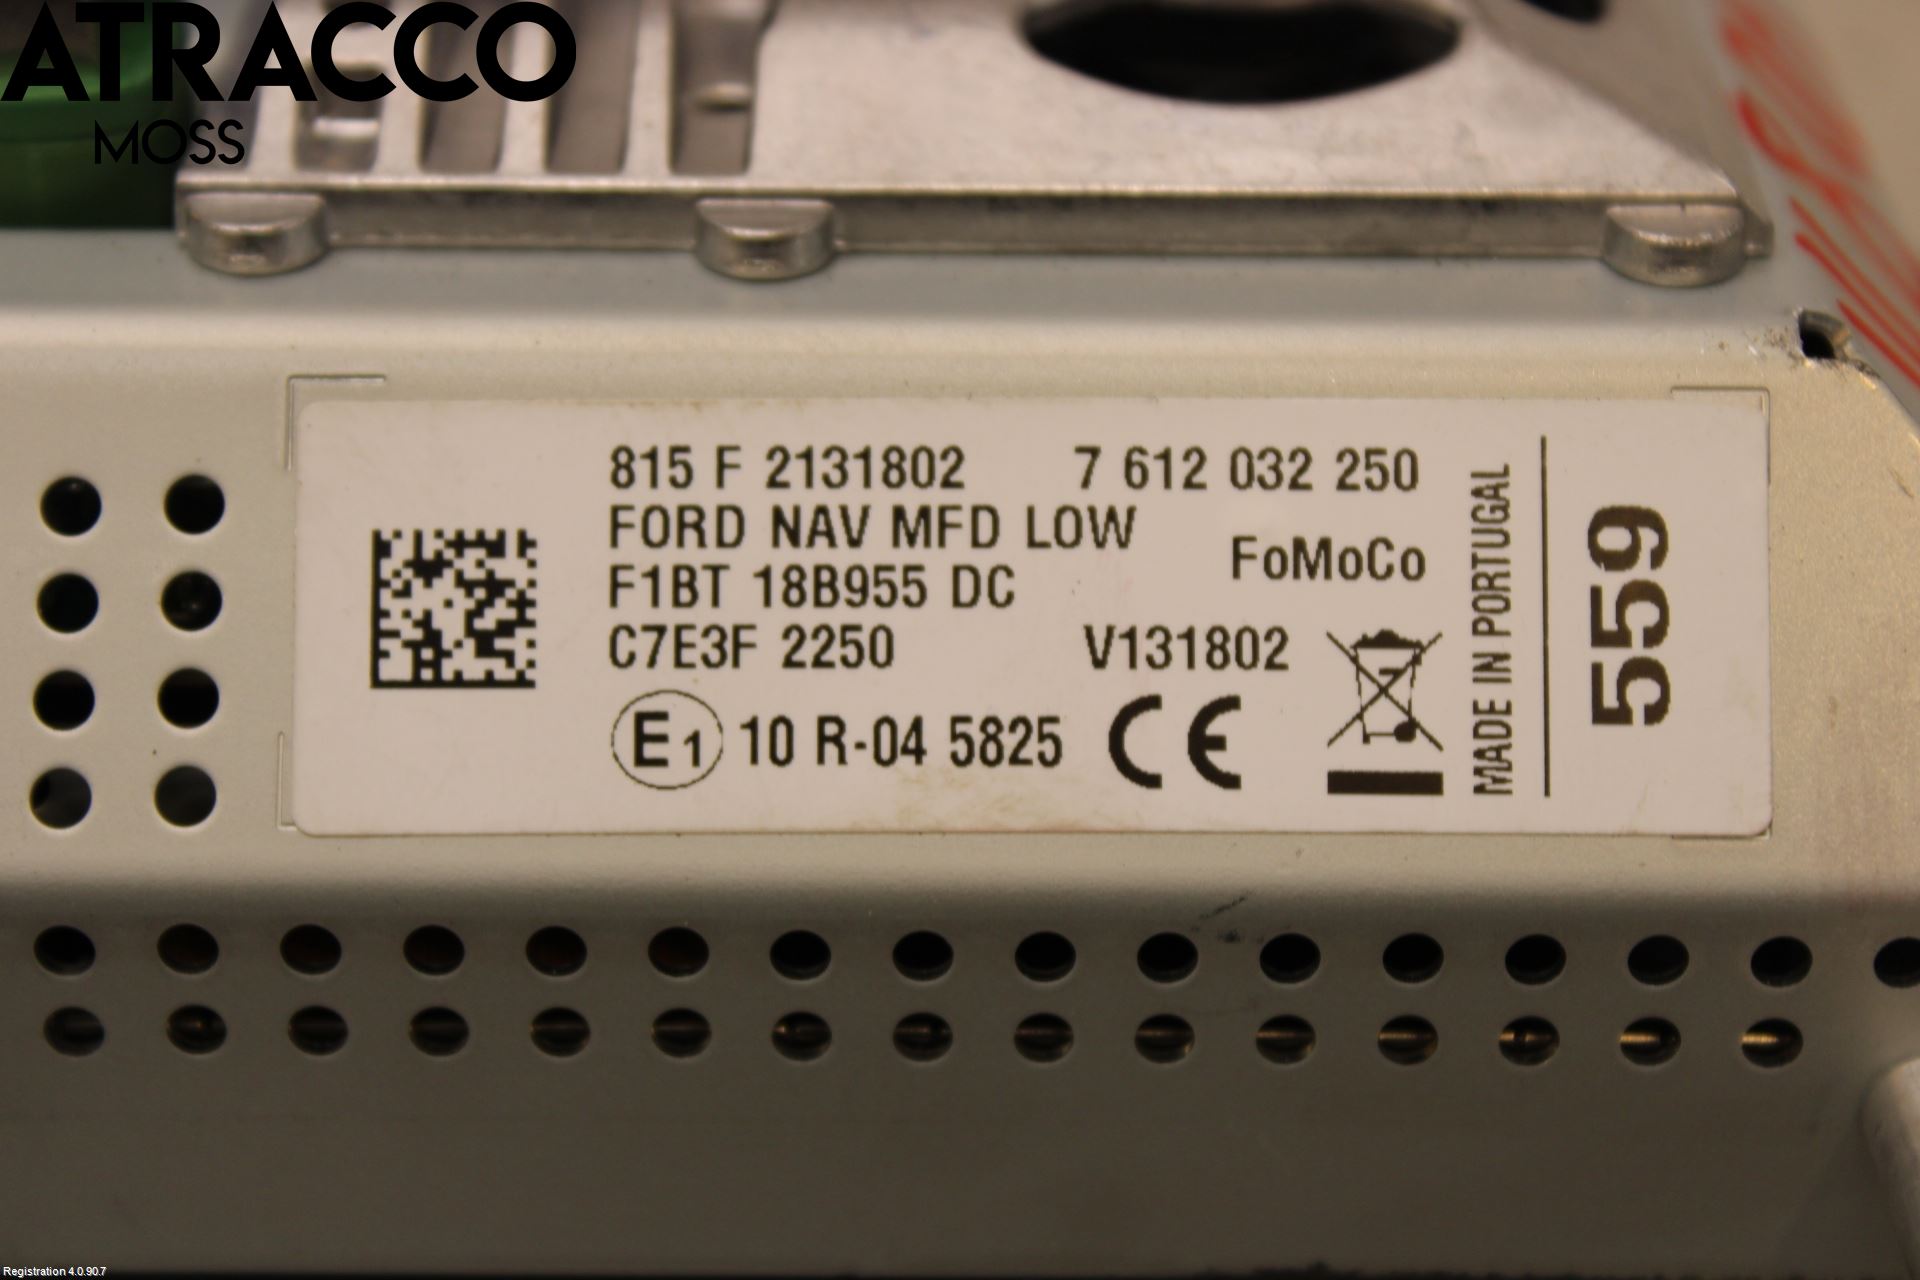 ATRACCO
MOSS
815 F 2131802 7 612 032 250
FORD NAV MFD LOW
FoMoCo
F1BT 18B955 DC
C7E3F 2250 V131802
E1 10 R-04 5825 CE
MADE IN PORTUGAL
559
Registration 4.0.90.7